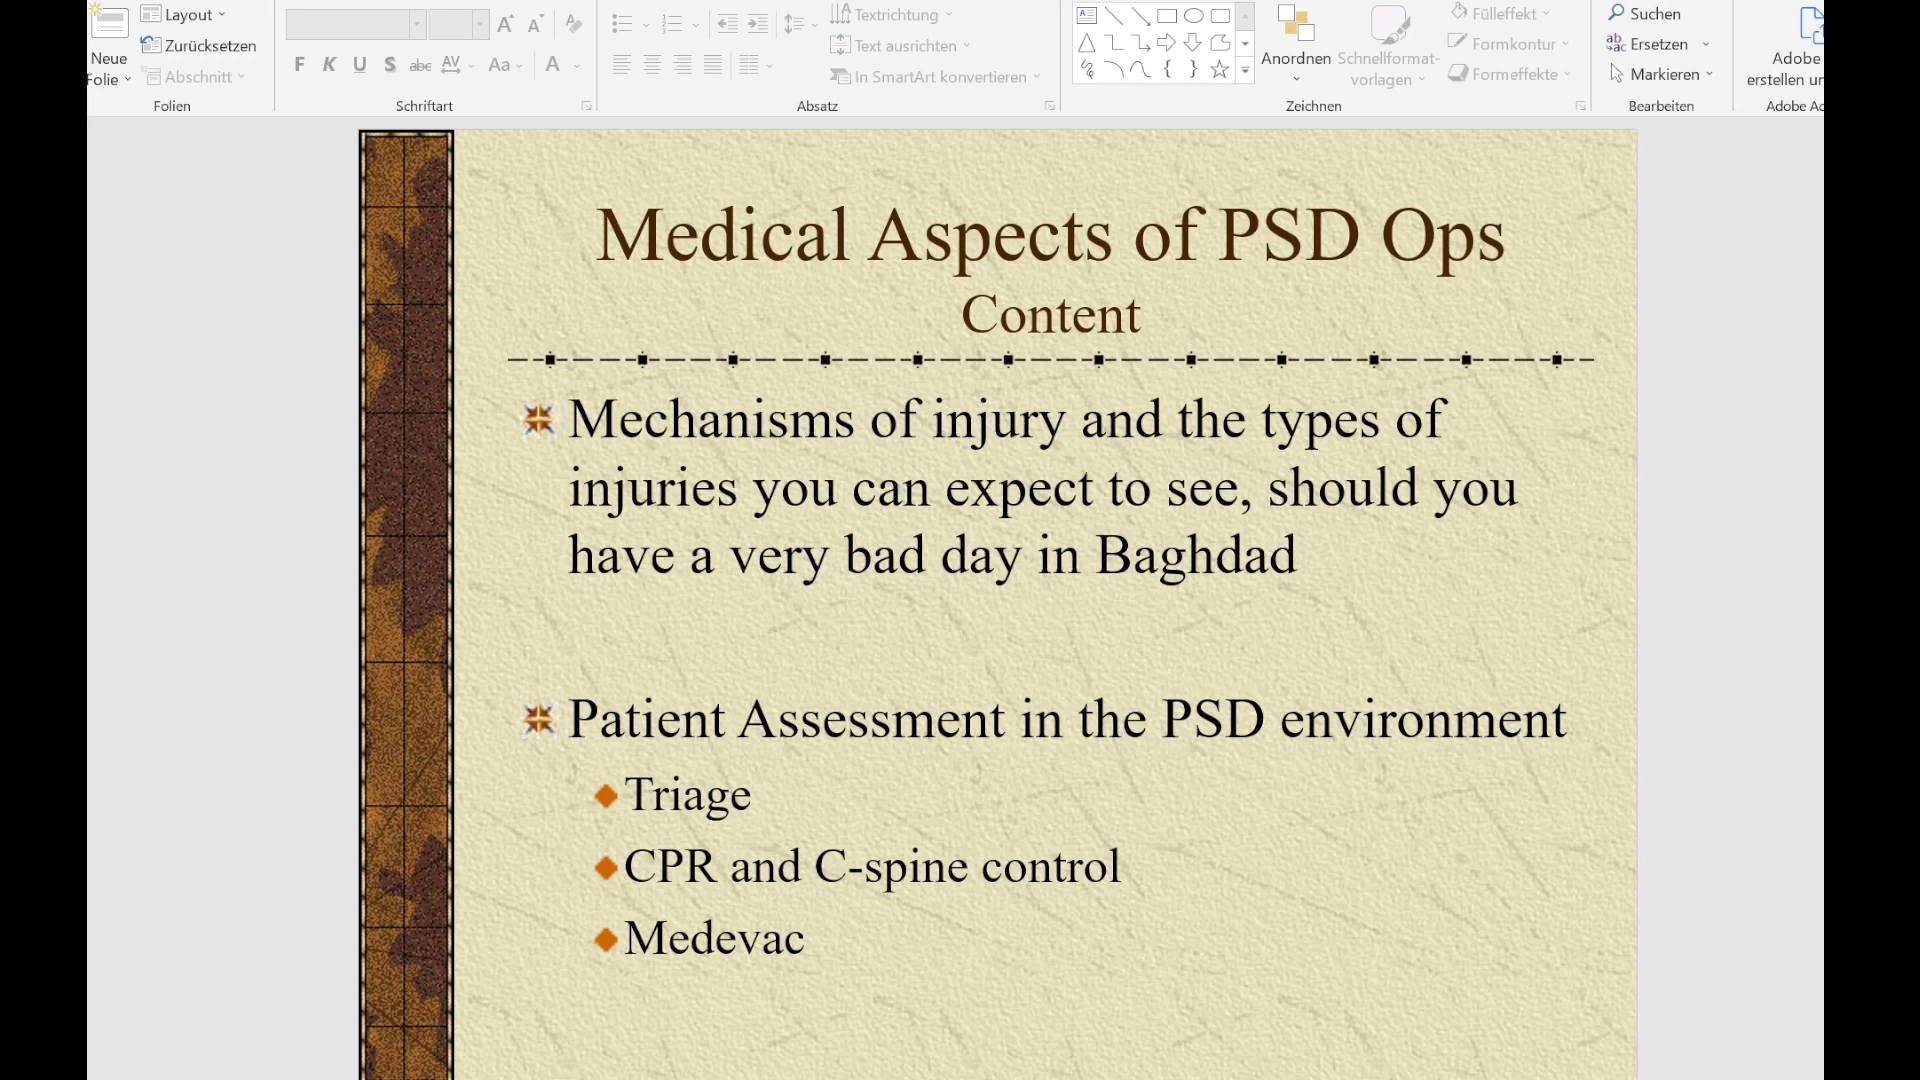 Layout
Neue
Folie
Zurücksetzen
Abschnitt
Folien
F K U S abc AV Aa A
Schriftart
Textrichtung
Text ausrichten
In SmartArt konvertieren
Absatz
Anordnen
Schnellformat-
vorlagen
Fülleffekt
Formkontur
Formeffekte
Zeichnen
Suchen
Ersetzen
Markieren
Bearbeiten
Adobe
erstellen
Adobe
Medical Aspects of PSD Ops
Content
Mechanisms of injury and the types of
injuries you can expect to see, should you
have a very bad day in Baghdad
Patient Assessment in the PSD environment
Triage
CPR and C-spine control
Medevac